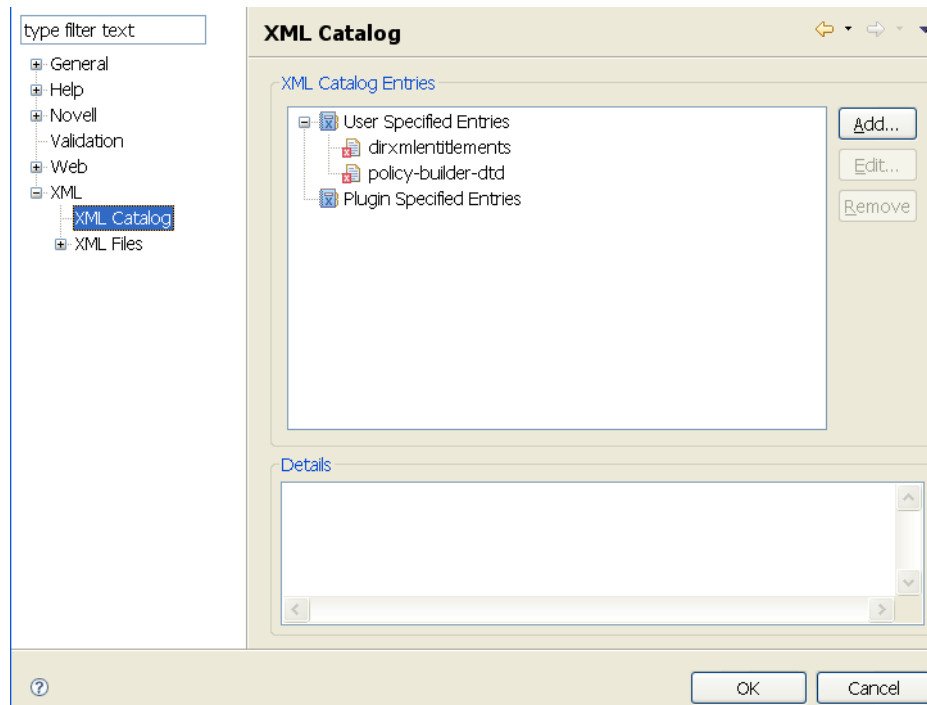 type filter text
General
Help
Novell
Validation
Web
XML
XML Catalog
XML Files
XML Catalog
XML Catalog Entries
User Specified Entries
dirxmlentitlements
policy-builder-dtd
Plugin Specified Entries
Add...
Edit...
Remove
Details
OK
Cancel